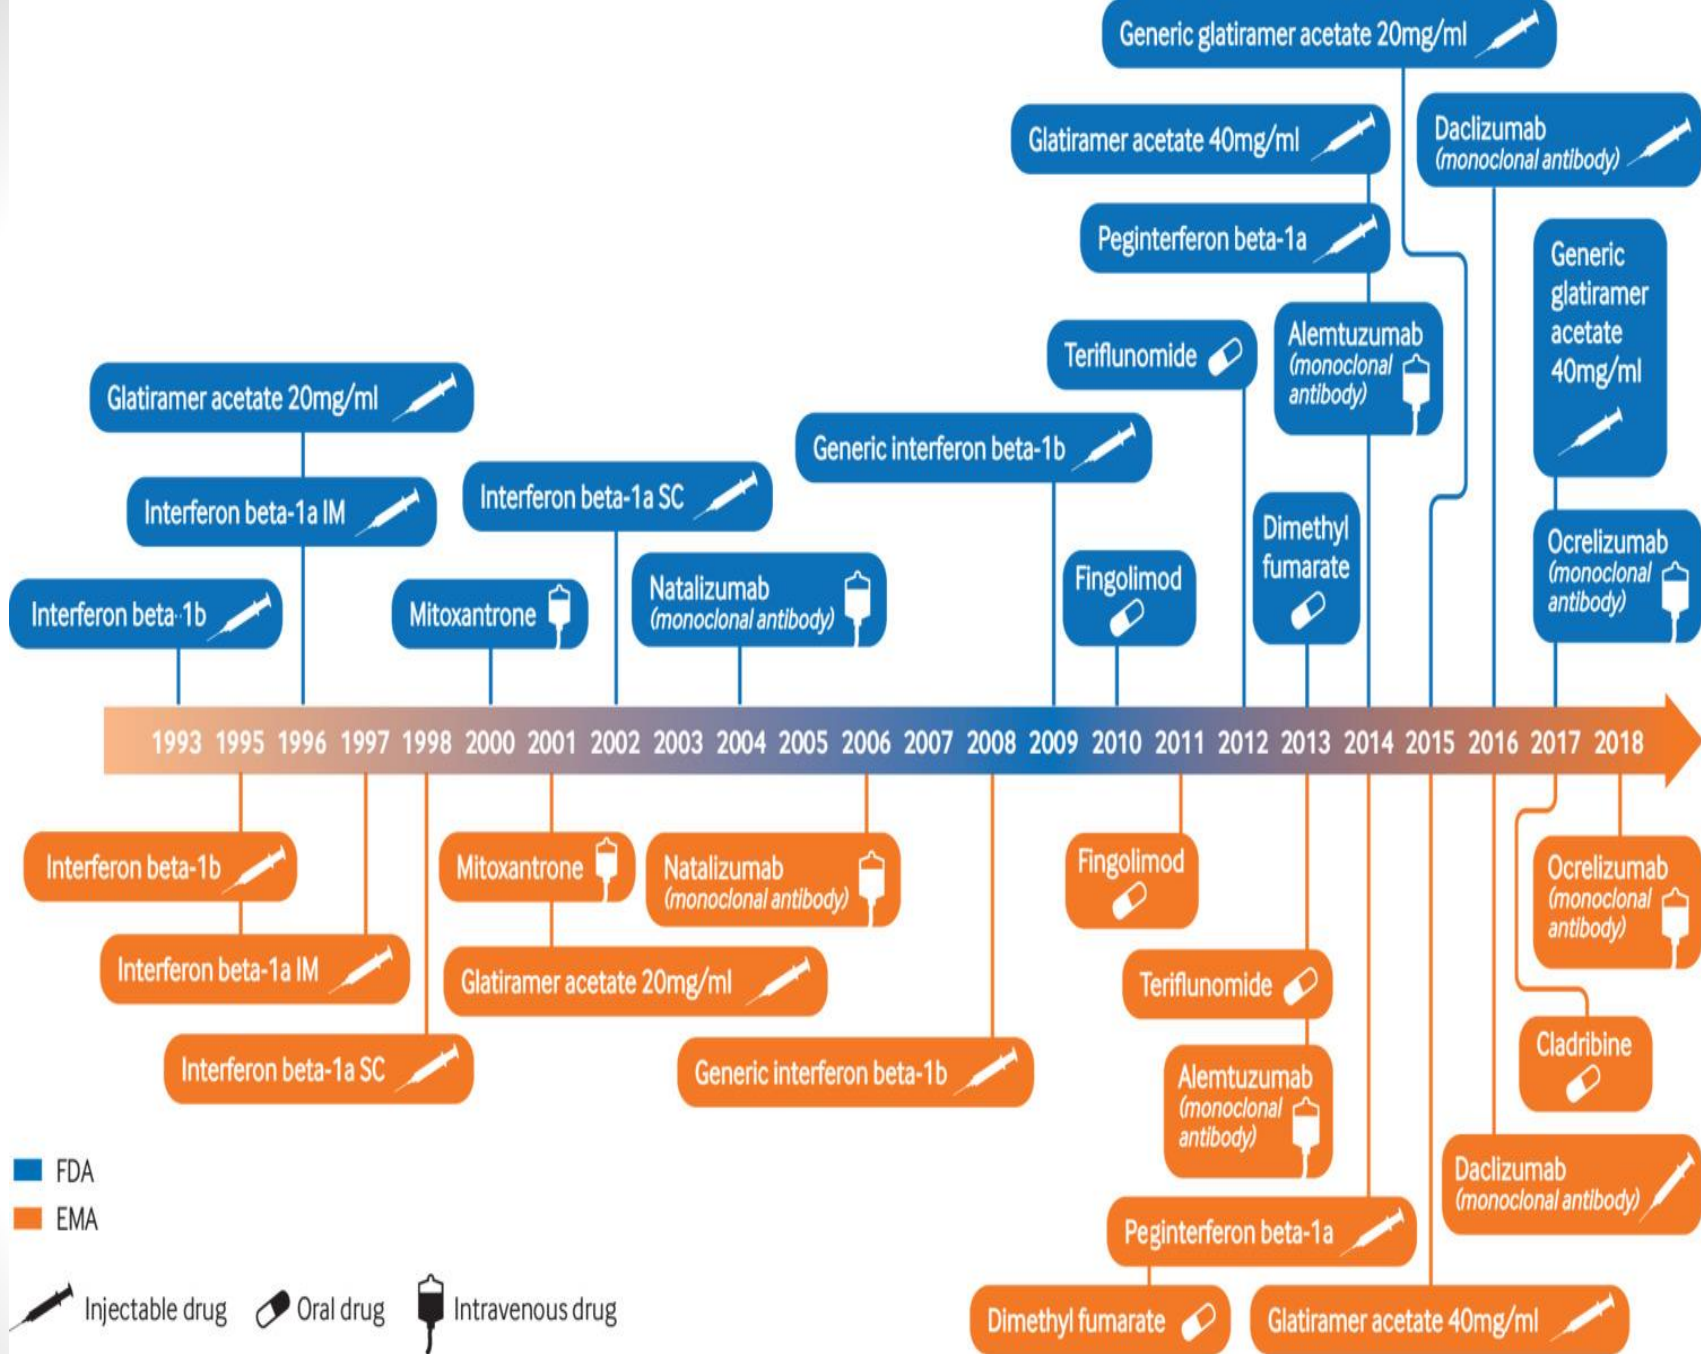 Generic glatiramer acetate 20mg/ml
Glatiramer acetate 40mg/ml
Daclizumab
(monoclonal antibody)
Peginterferon beta-1a
Generic
glatiramer
acetate
40mg/ml
Teriflunomide
Alemtuzumab
(monoclonal
antibody)
Glatiramer acetate 20mg/ml
Generic interferon beta-1b
Interferon beta-1a IM
Interferon beta-1a SC
Dimethyl
fumarate
Ocrelizumab
(monoclonal
antibody)
Interferon beta-1b
Mitoxantrone
Natalizumab
(monoclonal antibody)
Fingolimod
1993 1995 1996 1997 1998 2000 2001 2002 2003 2004 2005 2006 2007 2008 2009 2010 2011 2012 2013 2014 2015 2016 2017 2018
Interferon beta-1b
Mitoxantrone
Natalizumab
(monoclonal antibody)
Fingolimod
Ocrelizumab
(monoclonal
antibody)
Interferon beta-1a IM
Glatiramer acetate 20mg/ml
Teriflunomide
Interferon beta-1a SC
Generic interferon beta-1b
Alemtuzumab
(monoclonal
antibody)
Cladribine
Daclizumab
(monoclonal antibody)
Peginterferon beta-1a
Dimethyl fumarate
Glatiramer acetate 40mg/ml
FDA
EMA
Injectable drug
Oral drug
Intravenous drug